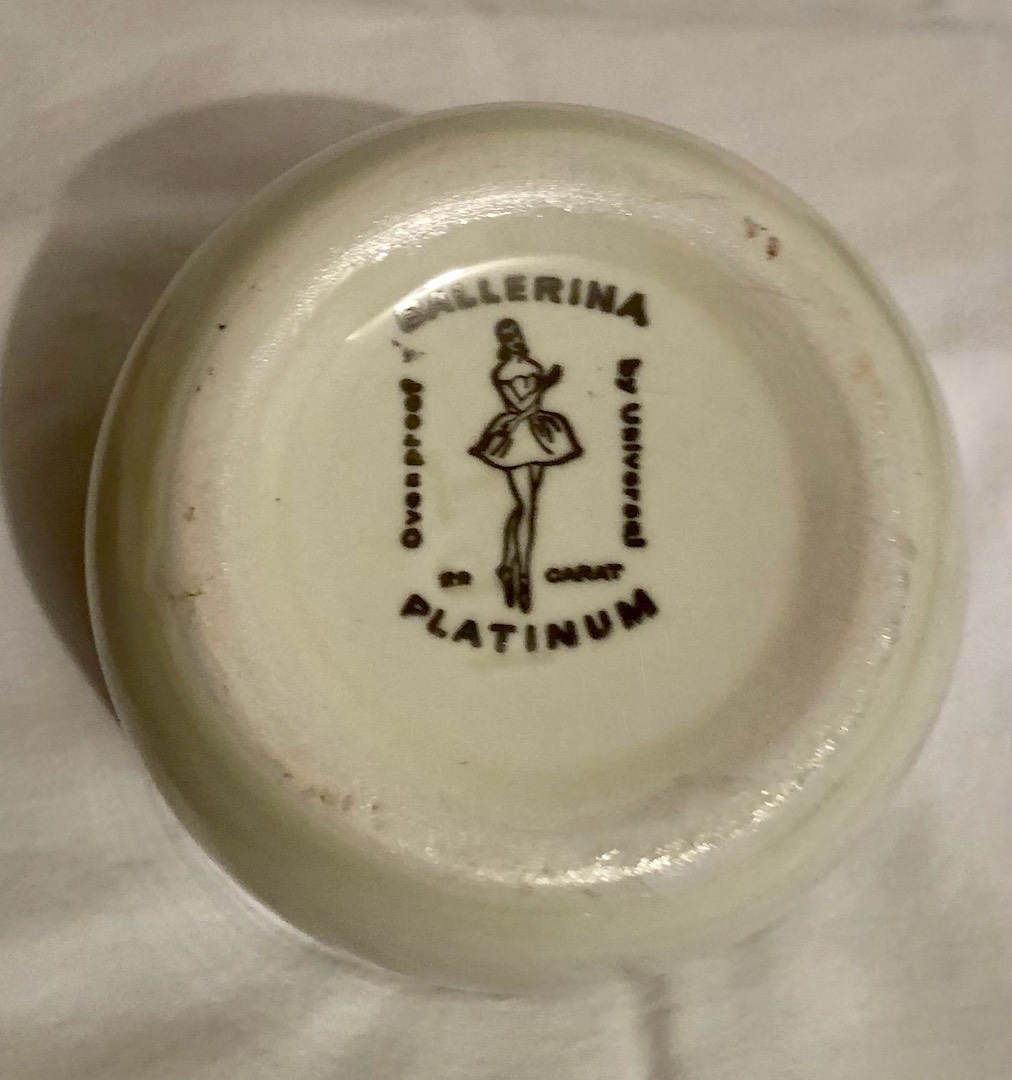 BALLERINA
Ovenproof
by Universal
22 CARAT
PLATINUM